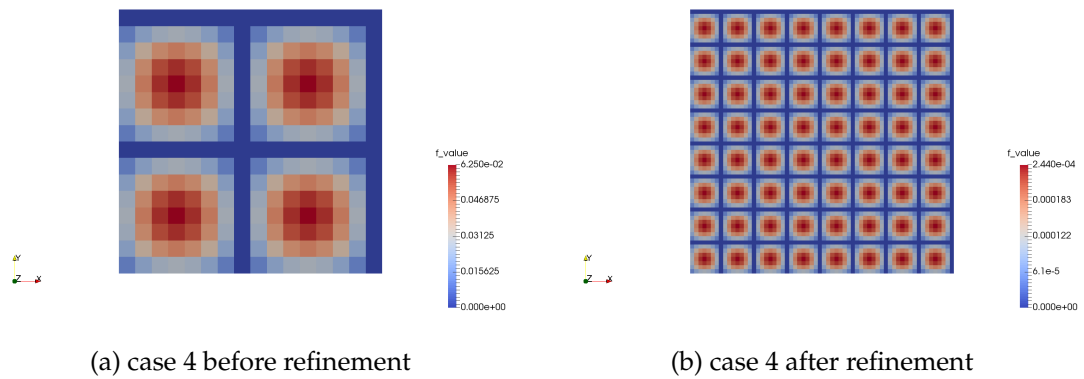 f_value
6.250e-02
0.046875
0.03125
0.015625
0.000e+00
Y
Z X
f_value
2.440e-04
0.000183
0.000122
6.1e-5
0.000e+00
Y
Z X
(a) case 4 before refinement
(b) case 4 after refinement